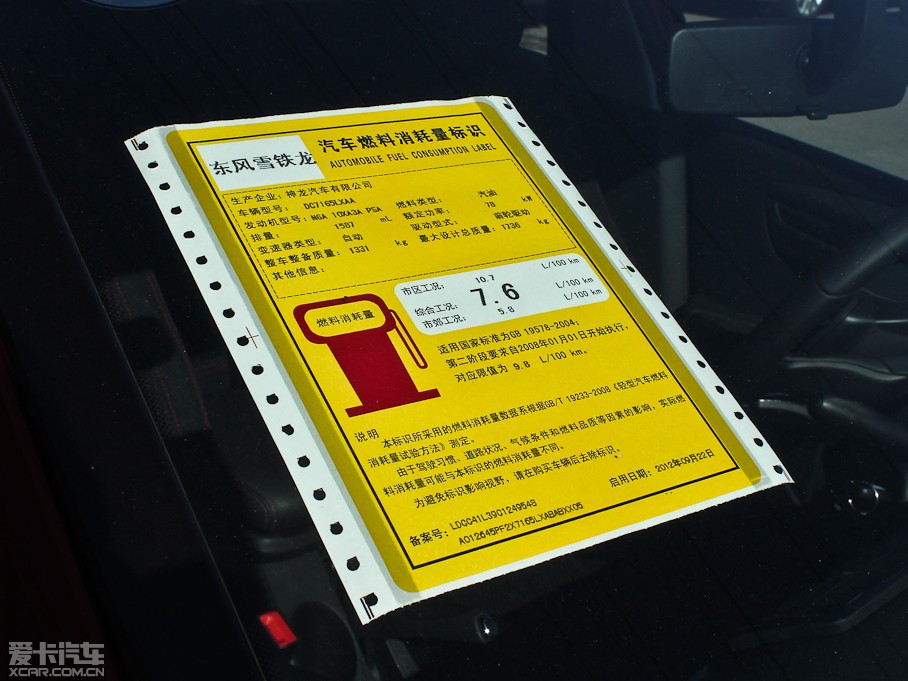 东风雪铁龙
汽车燃料消耗量标识
AUTOMOBILE FUEL CONSUMPTION LABEL
生产企业：神龙汽车有限公司
车辆型号： DC7165LXAA 燃料类型： 汽油
发动机型号：NGA 10XA3A PSA 额定功率： 78 kW
排量： 1587 mL 驱动型式： 前轮驱动
变速器类型： 自动 最大设计总质量：1736 kg
整车整备质量：1331 kg
其他信息：
市区工况： 10.7 L/100 km
综合工况： 7.6 L/100 km
市郊工况： 5.8 L/100 km
燃料消耗量
适用国家标准为GB 19578-2004；
第二阶段要求自2008年01月01日开始执行，
对应限值为 9.8 L/100 km。
说明
本标识所采用的燃料消耗量数据系根据GB/T 19233-2008《轻型汽车燃料
消耗量试验方法》测定。
由于驾驶习惯、道路状况、气候条件和燃料品质等因素的影响，实际燃
料消耗量可能与本标识的燃料消耗量不同。
为避免标识影响视野，请在购买车辆后去除标识。
备案号：LDCC41L39C1249548
A012645PF2X7165LXABABXX05
启用日期：2012年09月22日
爱卡汽车
XCAR.COM.CN